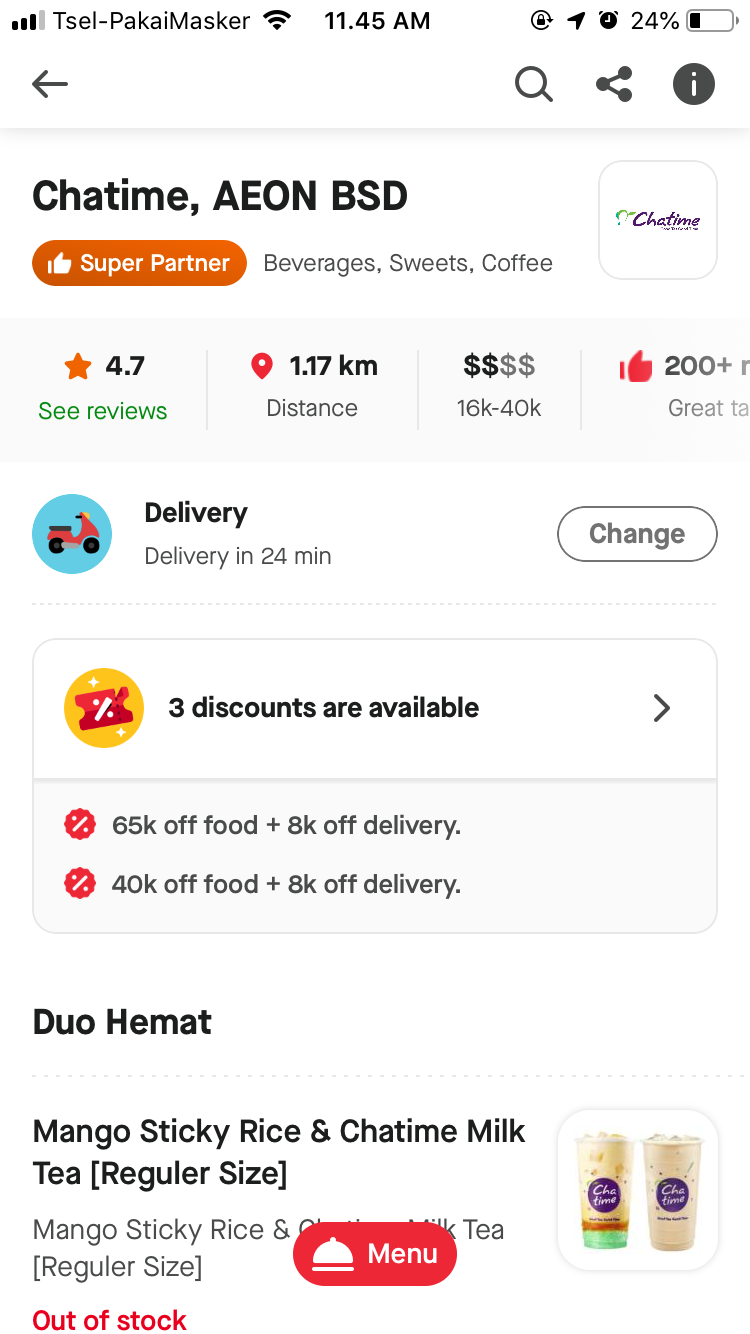 Tsel-PakaiMasker 11.45 AM 24%
Chatime, AEON BSD
Chatime
Super Partner Beverages, Sweets, Coffee
4.7 1.17 km $$$$ 200+ r
See reviews Distance 16k-40k Great ta
Delivery
Delivery in 24 min
Change
3 discounts are available
65k off food + 8k off delivery.
40k off food + 8k off delivery.
Duo Hemat
Mango Sticky Rice & Chatime Milk
Tea [Reguler Size]
Mango Sticky Rice & Chatime Milk Tea
[Reguler Size]
Cha
time
Cha
time
Menu
Out of stock